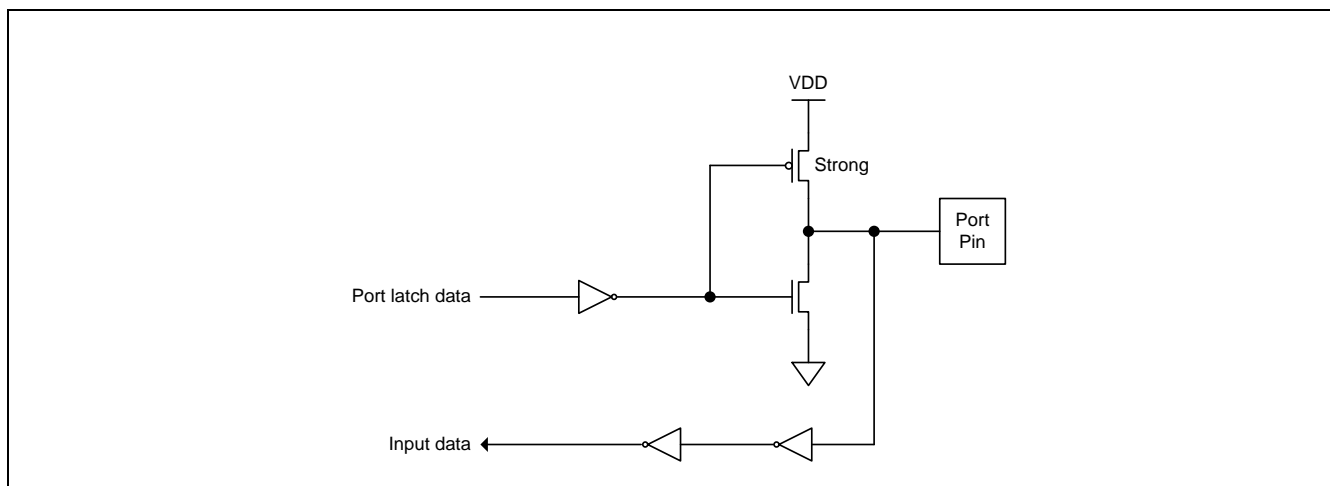 VDD
Strong
Port
Pin
Port latch data
Input data